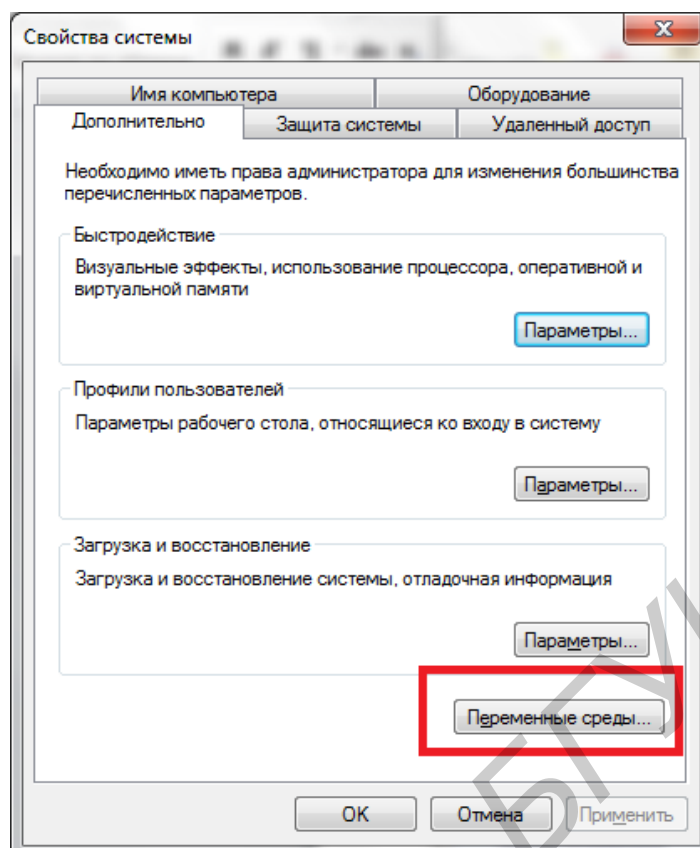 Свойства системы
Имя компьютера
Оборудование
Дополнительно
Защита системы
Удаленный доступ
Необходимо иметь права администратора для изменения большинства
перечисленных параметров.
Быстродействие
Визуальные эффекты, использование процессора, оперативной и
виртуальной памяти
Параметры...
Профили пользователей
Параметры рабочего стола, относящиеся ко входу в систему
Параметры...
Загрузка и восстановление
Загрузка и восстановление системы, отладочная информация
Параметры...
Переменные среды...
ОК
Отмена
Применить
БГУ